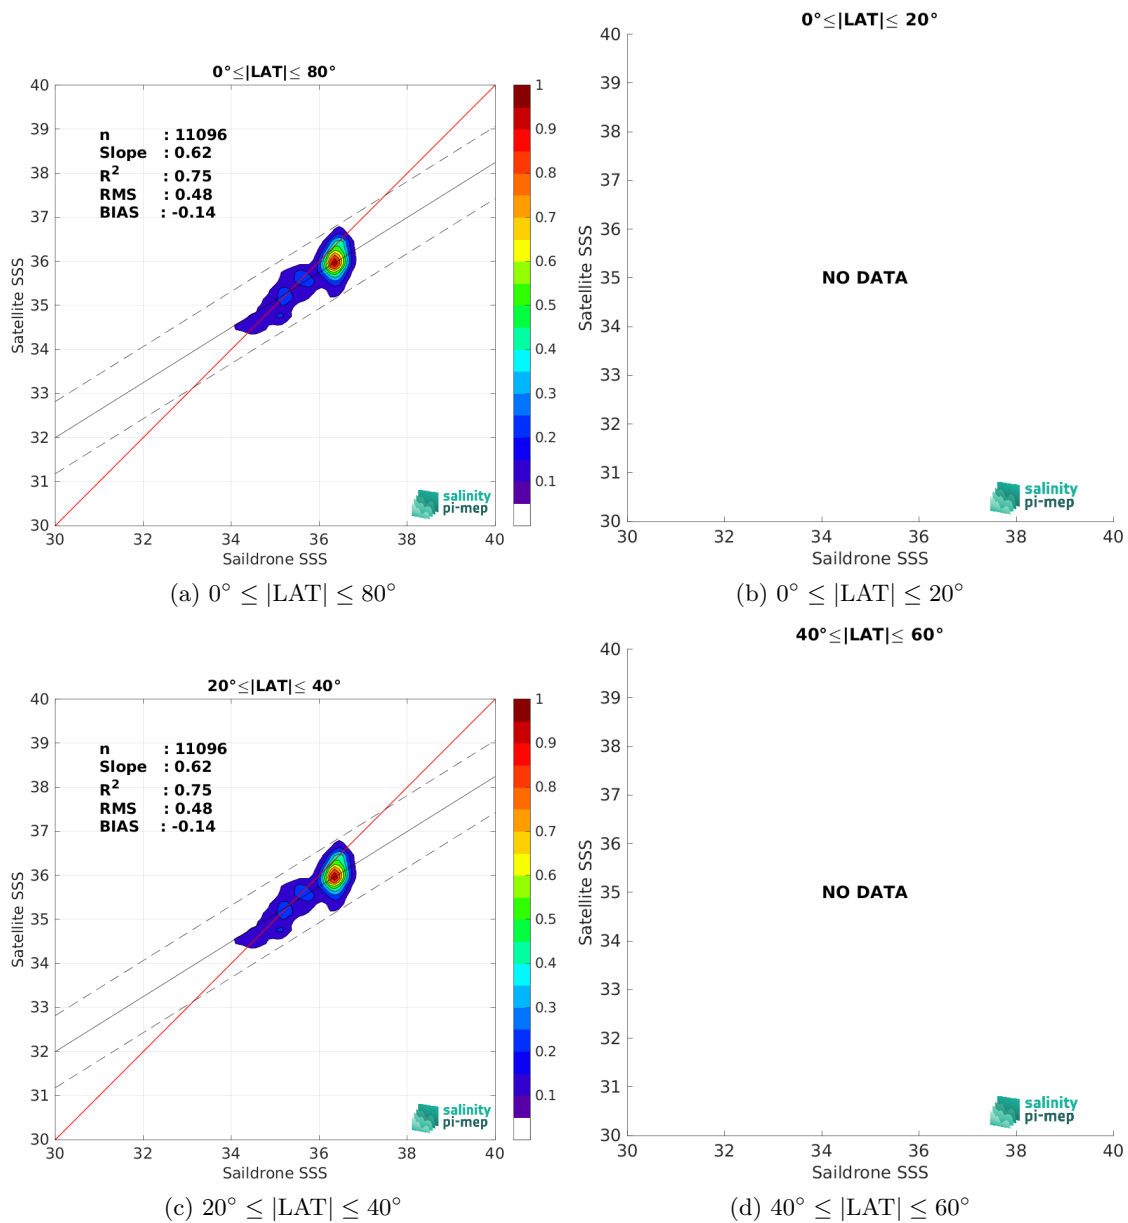 0°≤|LAT|≤ 80°
n : 11096
Slope : 0.62
R² : 0.75
RMS : 0.48
BIAS : -0.14
40
39
38
37
36
35
34
33
32
31
30
Satellite SSS
30 32 34 36 38 40
Saildrone SSS
1
0.9
0.8
0.7
0.6
0.5
0.4
0.3
0.2
0.1
salinity
pi-mep
(a) 0° ≤ |LAT| ≤ 80°
0°≤|LAT|≤ 20°
40
39
38
37
36
35
34
33
32
31
30
Satellite SSS
NO DATA
30 32 34 36 38 40
Saildrone SSS
salinity
pi-mep
(b) 0° ≤ |LAT| ≤ 20°
20°≤|LAT|≤ 40°
n : 11096
Slope : 0.62
R² : 0.75
RMS : 0.48
BIAS : -0.14
40
39
38
37
36
35
34
33
32
31
30
Satellite SSS
30 32 34 36 38 40
Saildrone SSS
1
0.9
0.8
0.7
0.6
0.5
0.4
0.3
0.2
0.1
salinity
pi-mep
(c) 20° ≤ |LAT| ≤ 40°
40°≤|LAT|≤ 60°
40
39
38
37
36
35
34
33
32
31
30
Satellite SSS
NO DATA
30 32 34 36 38 40
Saildrone SSS
salinity
pi-mep
(d) 40° ≤ |LAT| ≤ 60°